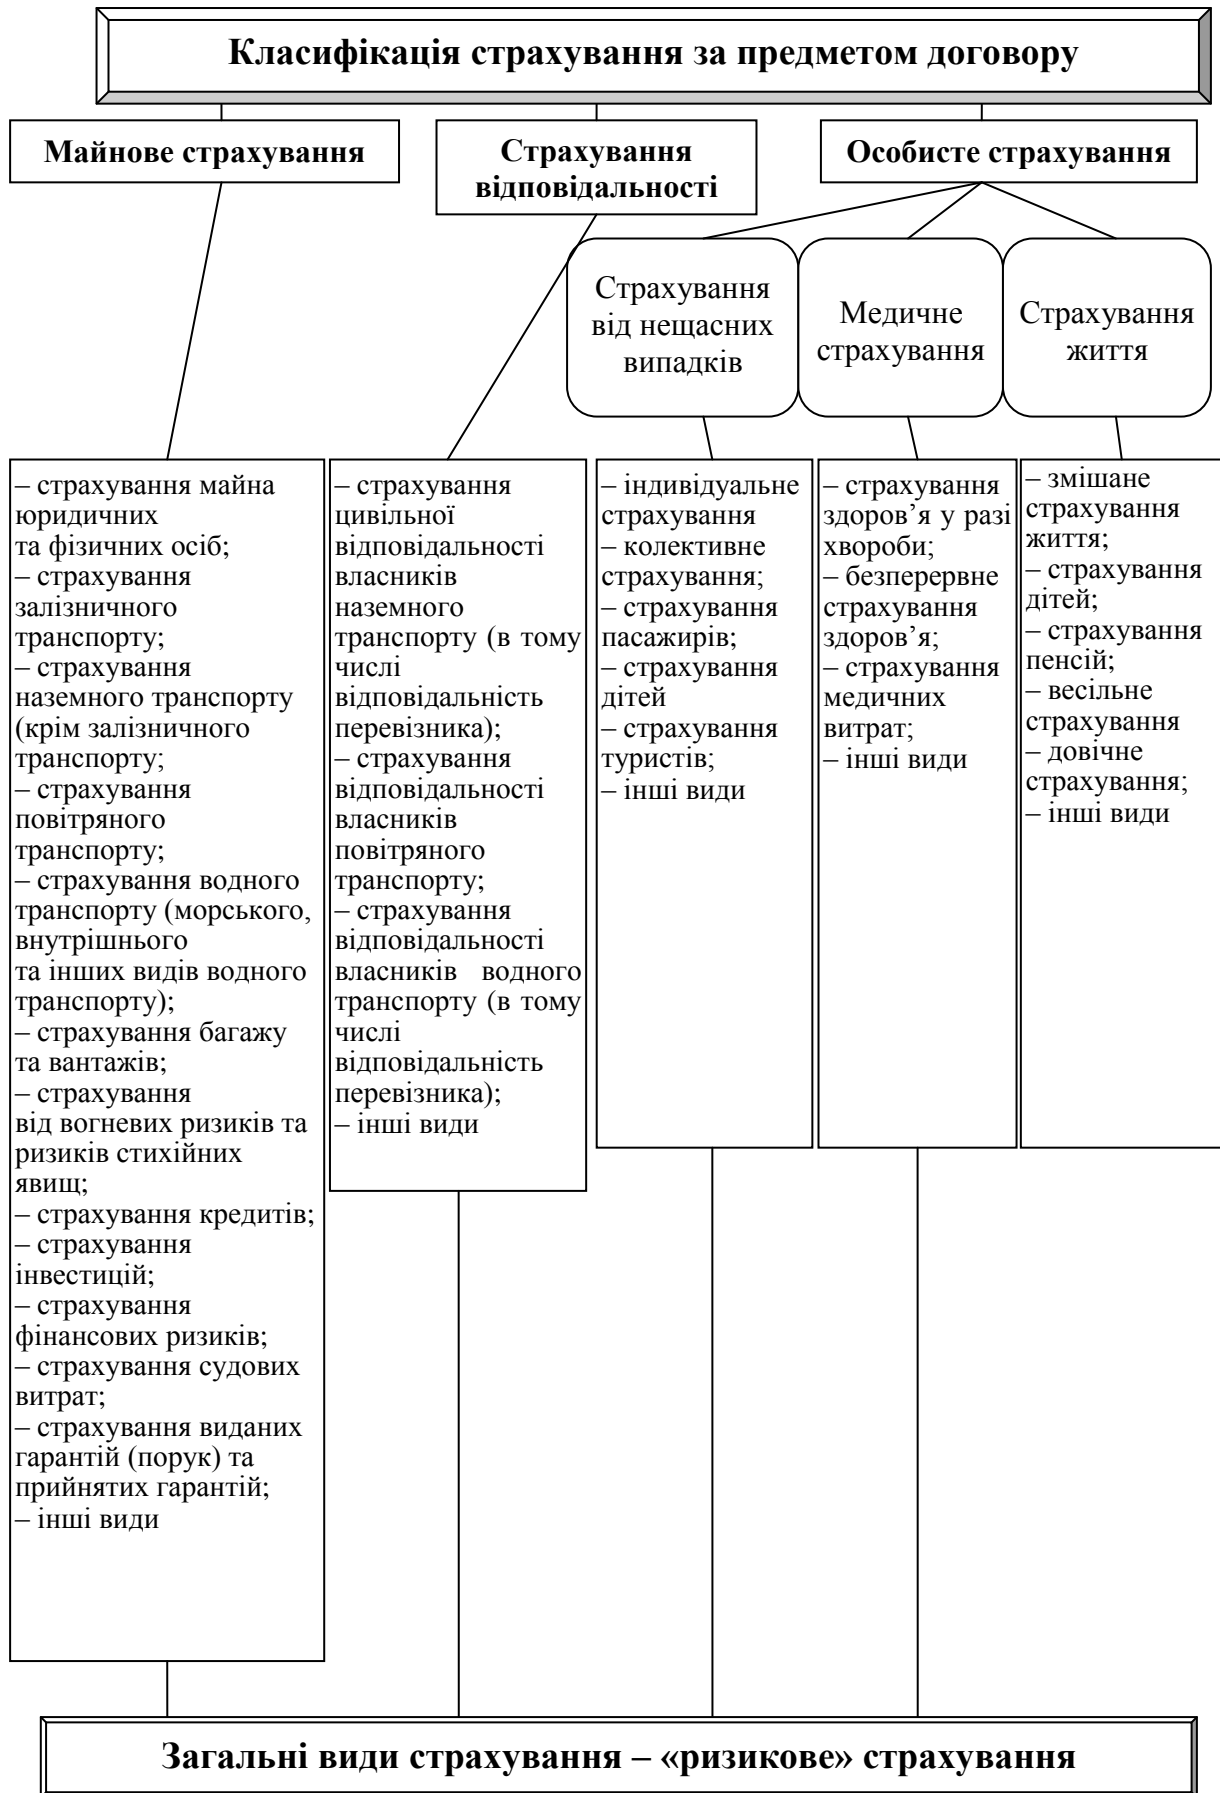 Класифікація страхування за предметом договору
Майнове страхування
Страхування
відповідальності
Особисте страхування
Страхування
від нещасних
випадків
Медичне
страхування
Страхування
життя
– страхування майна
юридичних
та фізичних осіб;
– страхування
залізничного
транспорту;
– страхування
наземного транспорту
(крім залізничного
транспорту;
– страхування
повітряного
транспорту;
– страхування водного
транспорту (морського,
внутрішнього
та інших видів водного
транспорту);
– страхування багажу
та вантажів;
– страхування
від вогневих ризиків та
ризиків стихійних
явищ;
– страхування кредитів;
– страхування
інвестицій;
– страхування
фінансових ризиків;
– страхування судових
витрат;
– страхування виданих
гарантій (порук) та
прийнятих гарантій;
– інші види
– страхування
цивільної
відповідальності
власників
наземного
транспорту (в тому
числі
відповідальність
перевізника);
– страхування
відповідальності
власників
повітряного
транспорту;
– страхування
відповідальності
власників водного
транспорту (в тому
числі
відповідальність
перевізника);
– інші види
– індивідуальне
страхування
– колективне
страхування;
– страхування
пасажирів;
– страхування
дітей
– страхування
туристів;
– інші види
– страхування
здоров’я у разі
хвороби;
– безперервне
страхування
здоров’я;
– страхування
медичних
витрат;
– інші види
– змішане
страхування
життя;
– страхування
дітей;
– страхування
пенсій;
– весільне
страхування
– довічне
страхування;
– інші види
Загальні види страхування – «ризикове» страхування